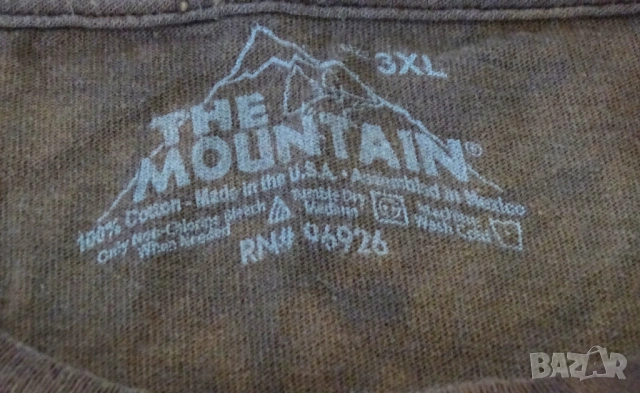 3XL
THE
MOUNTAIN®
100% Cotton - Made in the U.S.A. - Assembled in Mexico
Only Non-Chlorine Bleach
When Needed
Tumble Dry
Medium
Machine
Wash Cold
RN# 96926
BAZAR